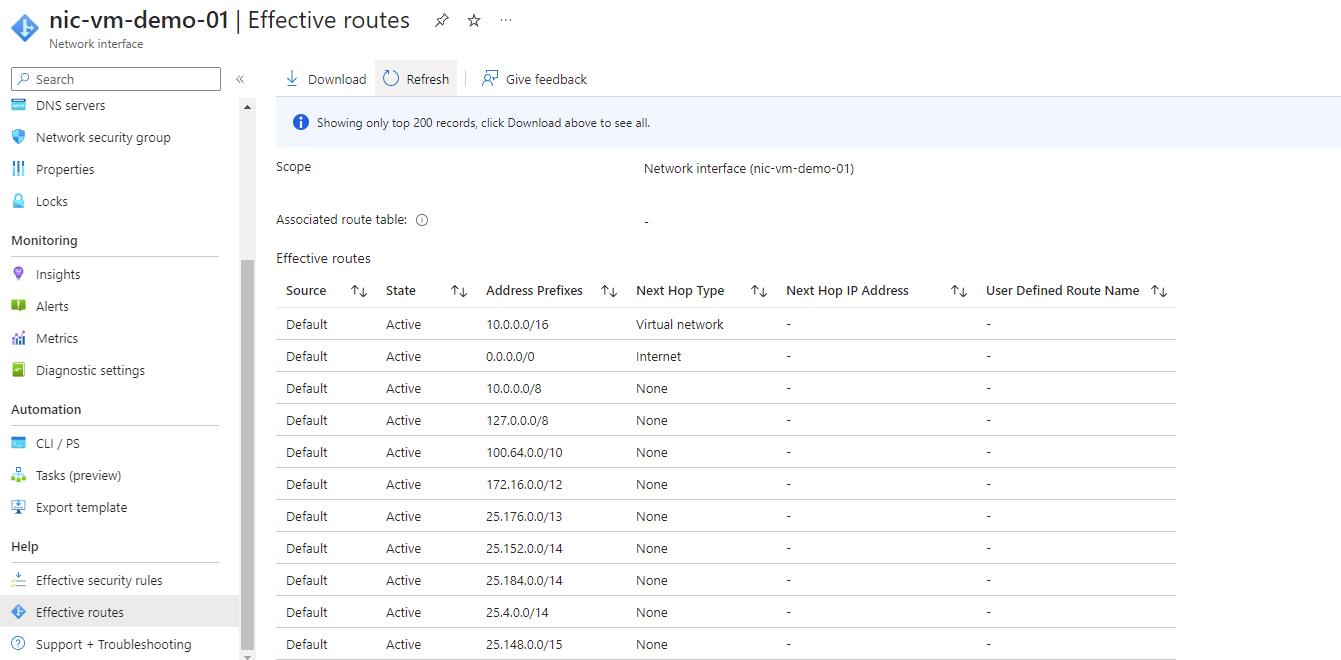 nic-vm-demo-01 | Effective routes ...
Network interface
Search «
DNS servers
Network security group
Properties
Locks
Monitoring
Insights
Alerts
Metrics
Diagnostic settings
Automation
CLI / PS
Tasks (preview)
Export template
Help
Effective security rules
Effective routes
Support + Troubleshooting
Download Refresh Give feedback
Showing only top 200 records, click Download above to see all.
Scope Network interface (nic-vm-demo-01)
Associated route table: -
Effective routes
Source State Address Prefixes Next Hop Type Next Hop IP Address User Defined Route Name
Default Active 10.0.0.0/16 Virtual network - -
Default Active 0.0.0.0/0 Internet - -
Default Active 10.0.0.0/8 None - -
Default Active 127.0.0.0/8 None - -
Default Active 100.64.0.0/10 None - -
Default Active 172.16.0.0/12 None - -
Default Active 25.176.0.0/13 None - -
Default Active 25.152.0.0/14 None - -
Default Active 25.184.0.0/14 None - -
Default Active 25.4.0.0/14 None - -
Default Active 25.148.0.0/15 None - -